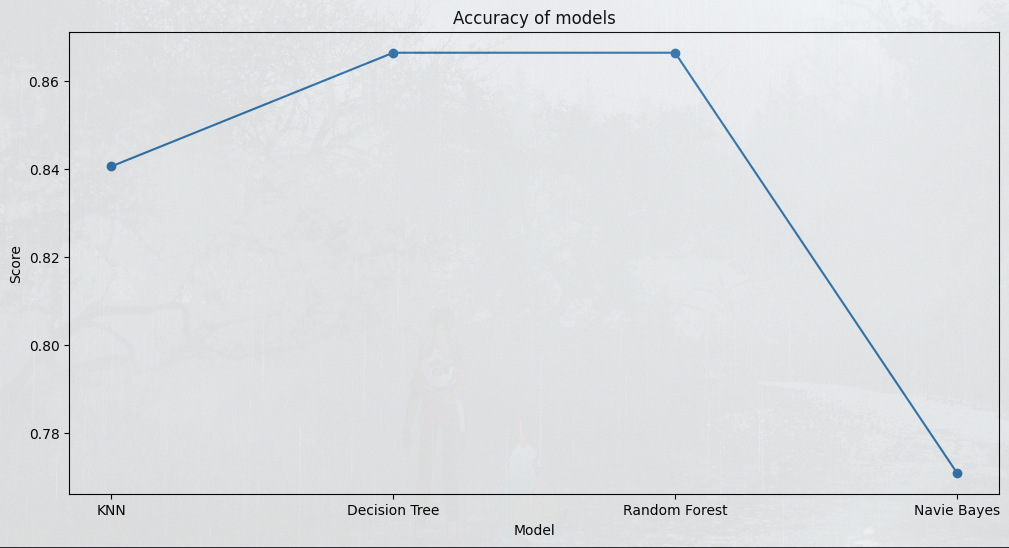 Accuracy of models
0.86
0.84
0.82
0.80
0.78
Score
KNN
Decision Tree
Random Forest
Navie Bayes
Model